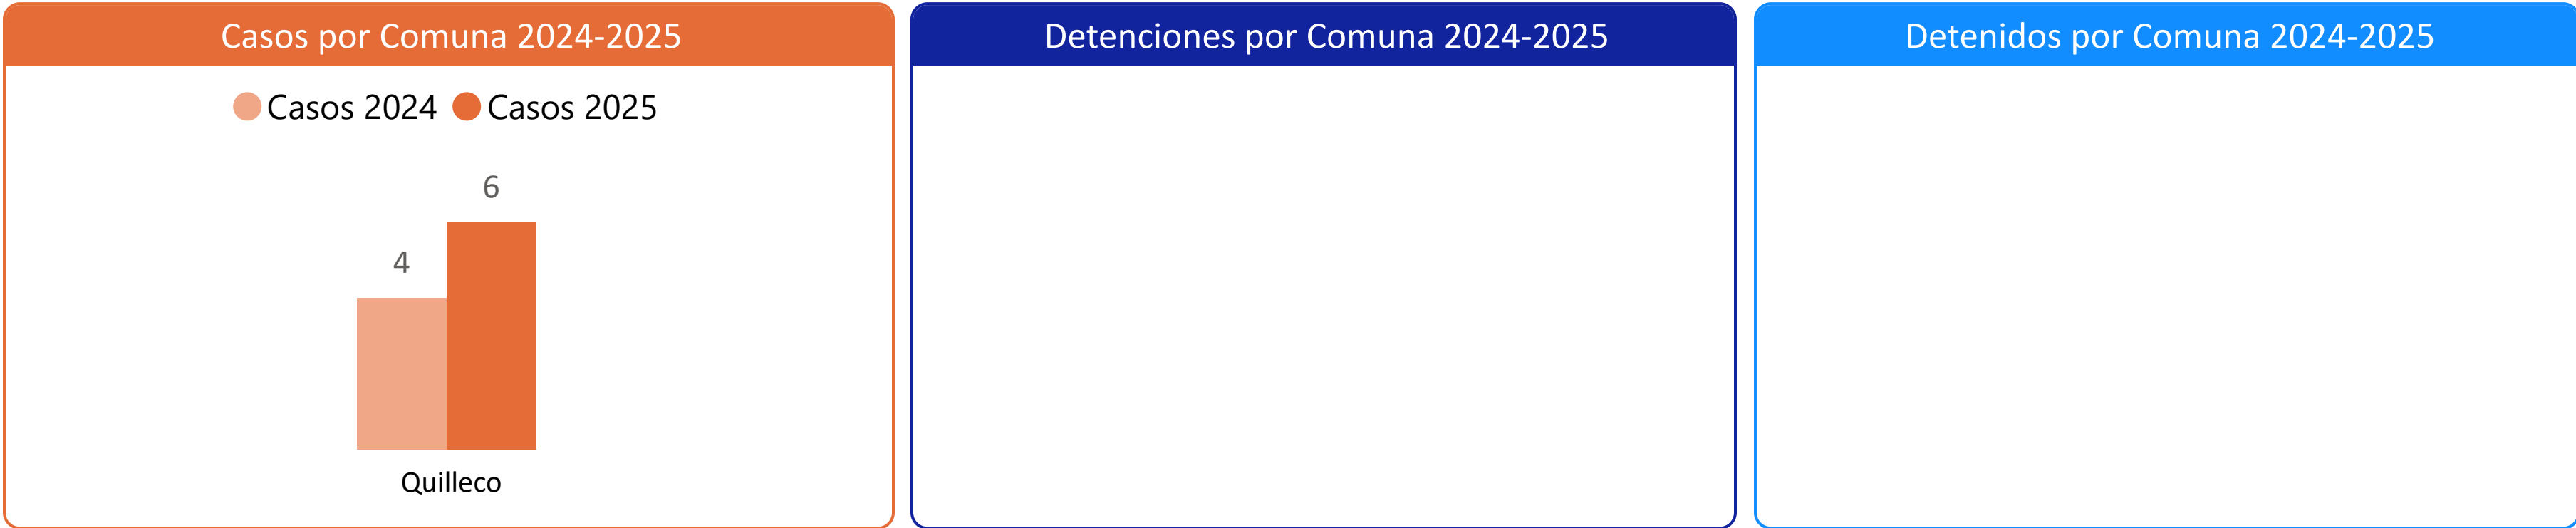 Casos por Comuna 2024-2025
Casos 2024 Casos 2025
6
4
Quilleco
Detenciones por Comuna 2024-2025
Detenidos por Comuna 2024-2025